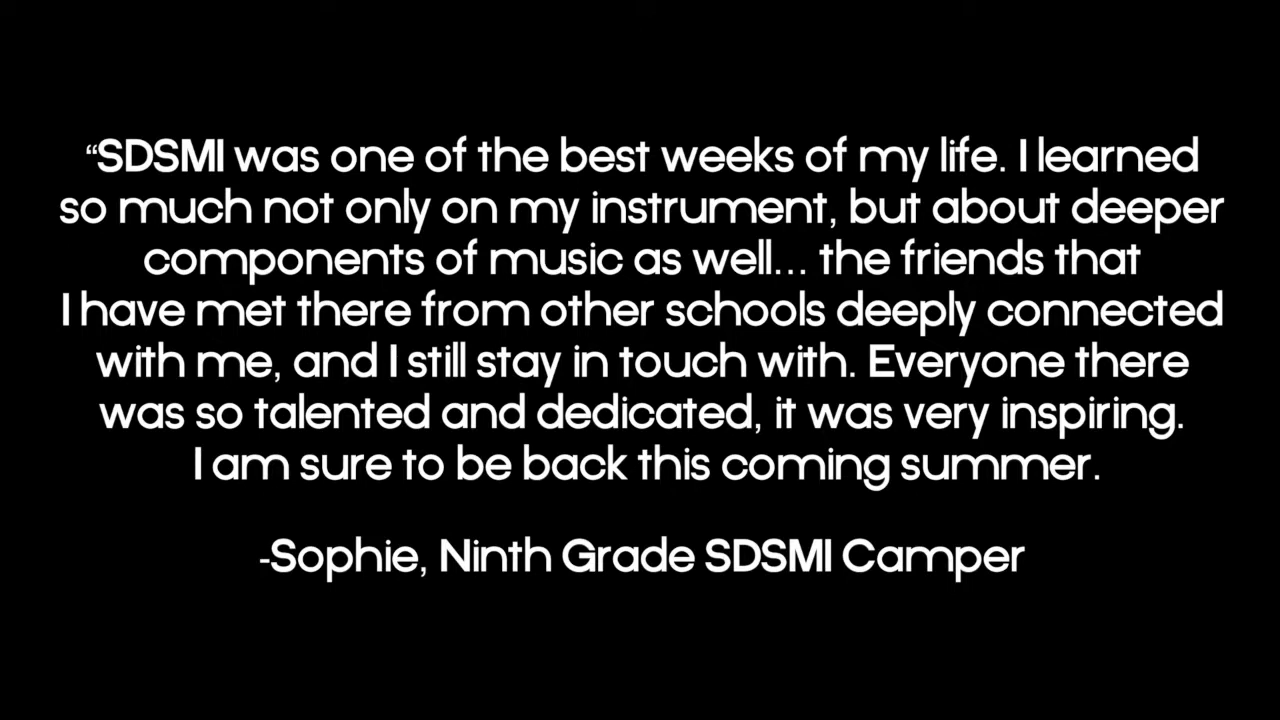 “SDSMI was one of the best weeks of my life. I learned
so much not only on my instrument, but about deeper
components of music as well... the friends that
I have met there from other schools deeply connected
with me, and I still stay in touch with. Everyone there
was so talented and dedicated, it was very inspiring.
I am sure to be back this coming summer.
-Sophie, Ninth Grade SDSMI Camper